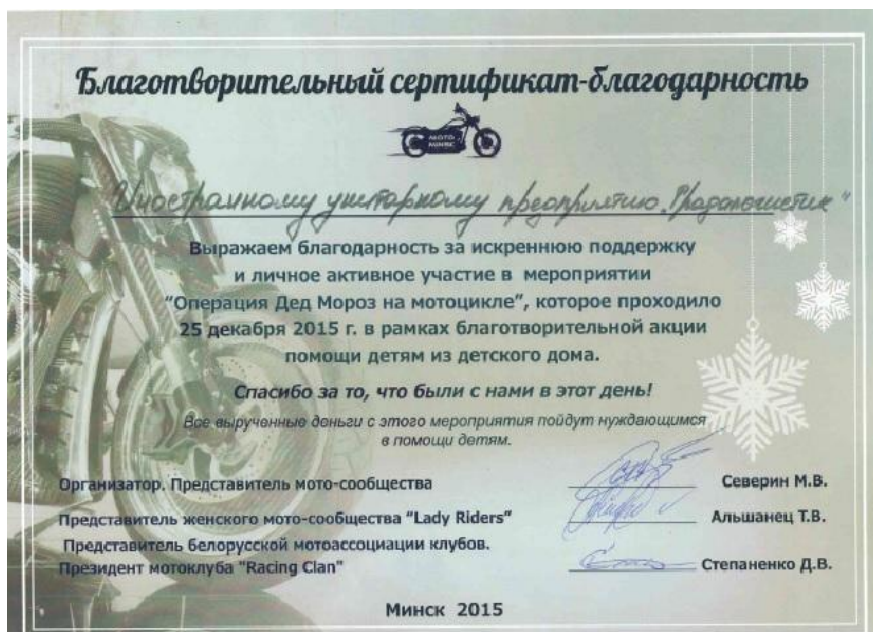 Благотворительный сертификат-благодарность
МОТО-
МИНСК
Иностранному унитарному предприятию "Градалогистик"
Выражаем благодарность за искреннюю поддержку
и личное активное участие в мероприятии
"Операция Дед Мороз на мотоцикле", которое проходило
25 декабря 2015 г. в рамках благотворительной акции
помощи детям из детского дома.
Спасибо за то, что были с нами в этот день!
Все вырученные деньги с этого мероприятия пойдут нуждающимся
в помощи детям.
Организатор. Представитель мото-сообщества Северин М.В.
Представитель женского мото-сообщества "Lady Riders" Альшанец Т.В.
Представитель белорусской мотоассоциации клубов.
Президент мотоклуба "Racing Clan" Степаненко Д.В.
Минск 2015